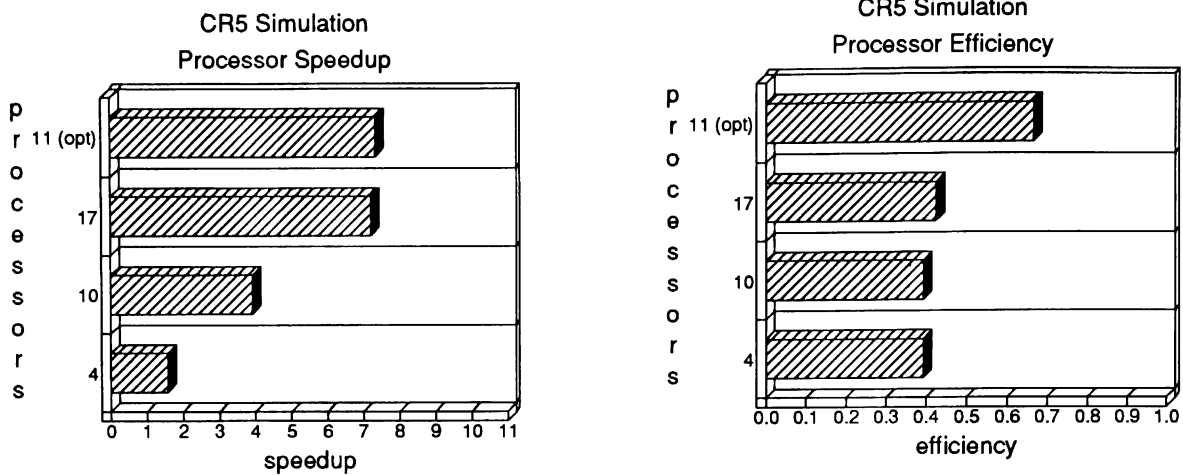 CR5 Simulation
Processor Speedup
processors
11 (opt)
17
10
4
0 1 2 3 4 5 6 7 8 9 10 11
speedup
CR5 Simulation
Processor Efficiency
processors
11 (opt)
17
10
4
0.0 0.1 0.2 0.3 0.4 0.5 0.6 0.7 0.8 0.9 1.0
efficiency